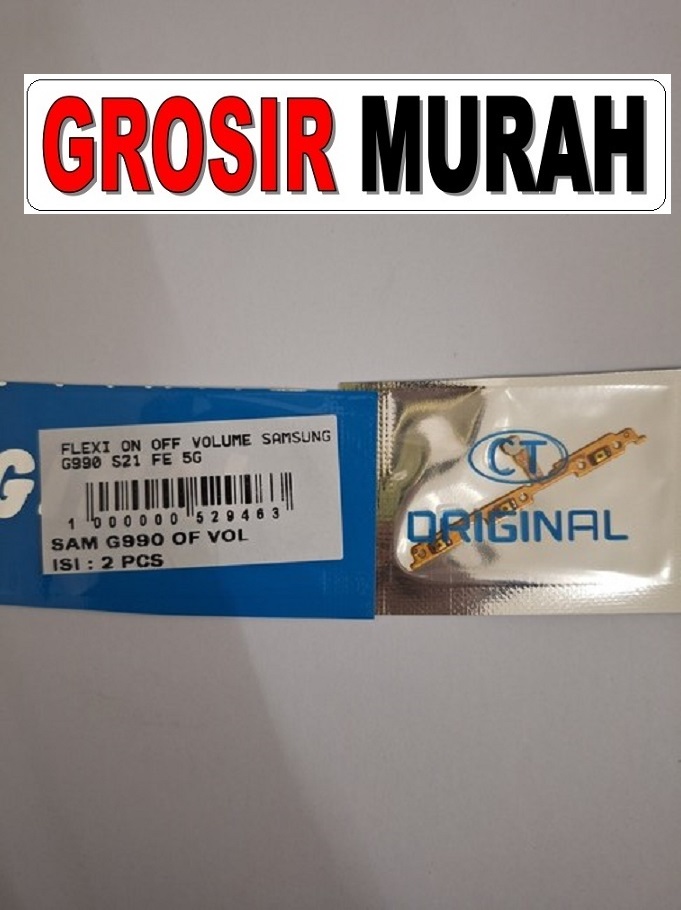 GROSIR MURAH
FLEXI ON OFF VOLUME SAMSUNG
G990 S21 FE 5G
1 000000 529463
SAM G990 OF VOL
ISI : 2 PCS
CT
ORIGINAL